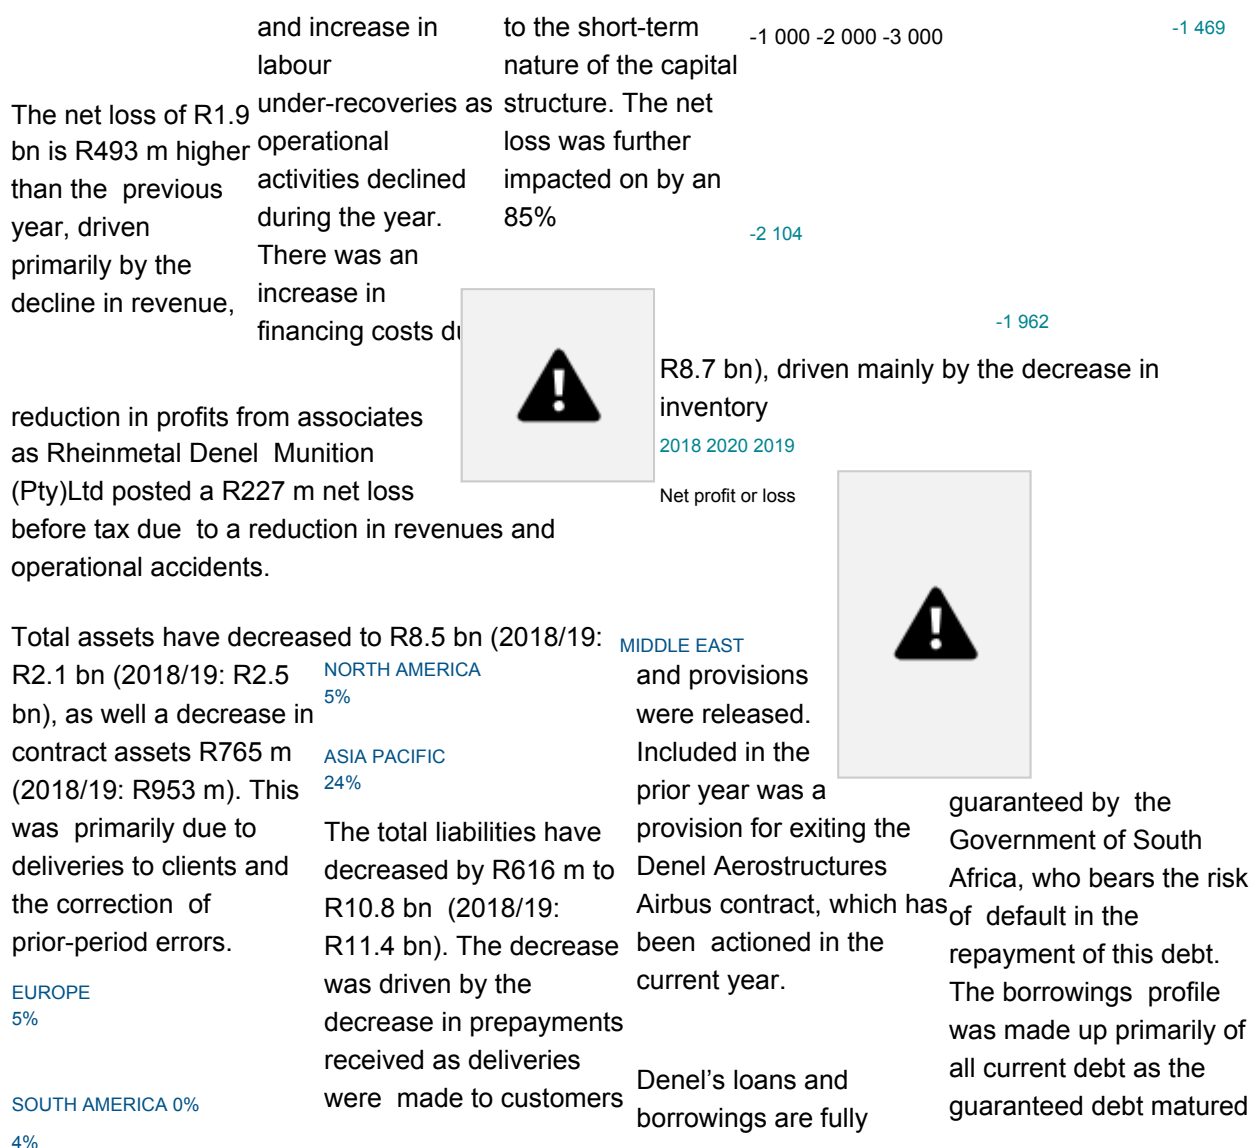 The net loss of R1.9
bn is R493 m higher
than the previous
year, driven
primarily by the
decline in revenue,
and increase in
labour
under-recoveries as
operational
activities declined
during the year.
There was an
increase in
financing costs
to the short-term
nature of the capital
structure. The net
loss was further
impacted on by an
85%
-1 000 -2 000 -3 000
-1 469
-2 104
-1 962
reduction in profits from associates
as Rheinmetal Denel Munition
(Pty)Ltd posted a R227 m net loss
before tax due to a reduction in revenues and
operational accidents.
R8.7 bn), driven mainly by the decrease in
inventory
2018 2020 2019
Net profit or loss
Total assets have decreased to R8.5 bn (2018/19:
R2.1 bn (2018/19: R2.5
bn), as well a decrease in
contract assets R765 m
(2018/19: R953 m). This
was primarily due to
deliveries to clients and
the correction of
prior-period errors.
EUROPE
5%
SOUTH AMERICA 0%
4%
NORTH AMERICA
5%
ASIA PACIFIC
24%
The total liabilities have
decreased by R616 m to
R10.8 bn (2018/19:
R11.4 bn). The decrease
was driven by the
decrease in prepayments
received as deliveries
were made to customers
MIDDLE EAST
and provisions
were released.
Included in the
prior year was a
provision for exiting the
Denel Aerostructures
Airbus contract, which has
been actioned in the
current year.
Denel’s loans and
borrowings are fully
guaranteed by the
Government of South
Africa, who bears the risk
of default in the
repayment of this debt.
The borrowings profile
was made up primarily of
all current debt as the
guaranteed debt matured